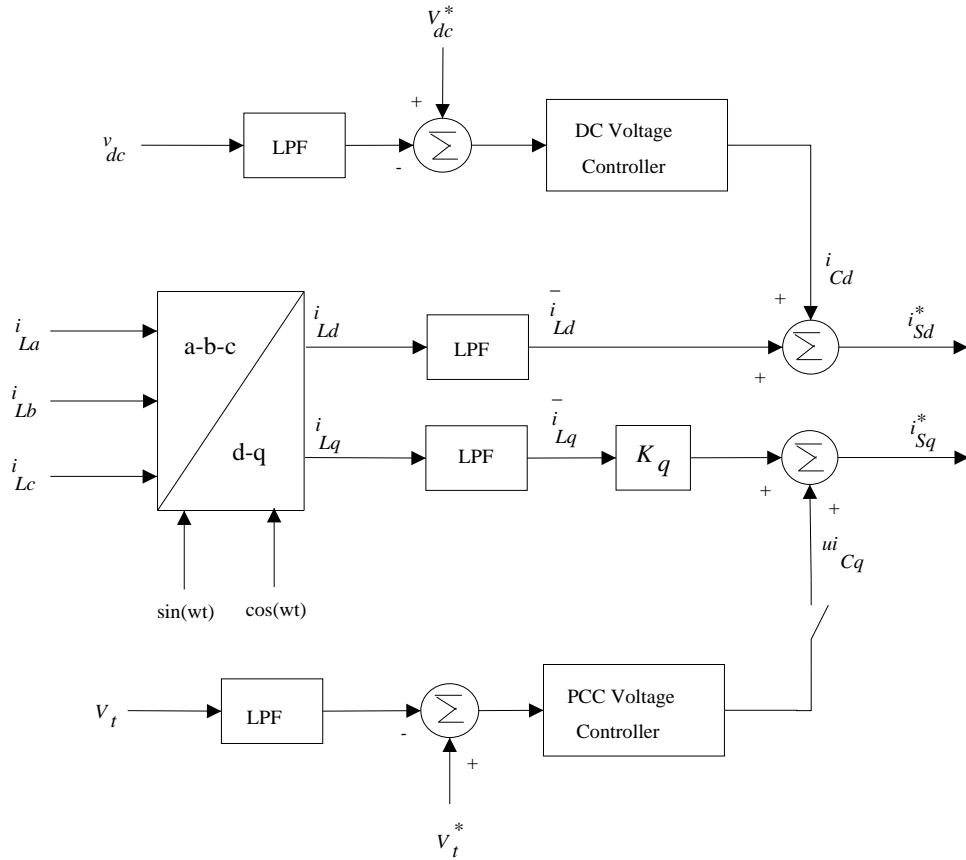 V*dc
+
vdc
LPF
-
Σ
DC Voltage
Controller
iCd
+
iLa
iLb
iLc
a-b-c
d-q
iLd
LPF
i̅Ld
+
Σ
i*Sd
iLq
LPF
i̅Lq
Kq
+
Σ
+
i*Sq
uiCq
sin(wt)
cos(wt)
Vt
LPF
-
Σ
+
PCC Voltage
Controller
Vt*